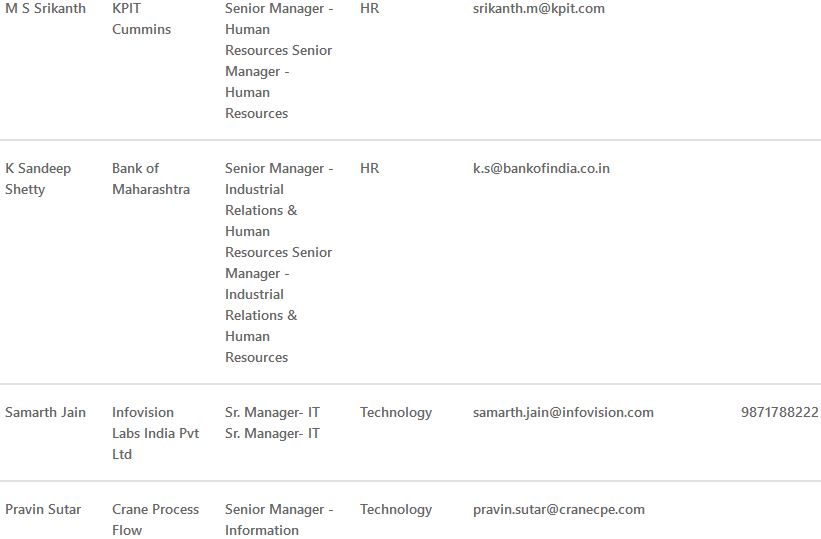 M S Srikanth KPIT Senior Manager - HR srikanth.m@kpit.com
Cummins Human
Resources Senior
Manager -
Human
Resources
K Sandeep Bank of Senior Manager - HR k.s@bankofindia.co.in
Shetty Maharashtra Industrial
Relations &
Human
Resources Senior
Manager -
Industrial
Relations &
Human
Resources
Samarth Jain Infovision Sr. Manager- IT Technology samarth.jain@infovision.com 9871788222
Labs India Pvt Sr. Manager- IT
Ltd
Pravin Sutar Crane Process Senior Manager - Technology pravin.sutar@cranecpe.com
Flow Information